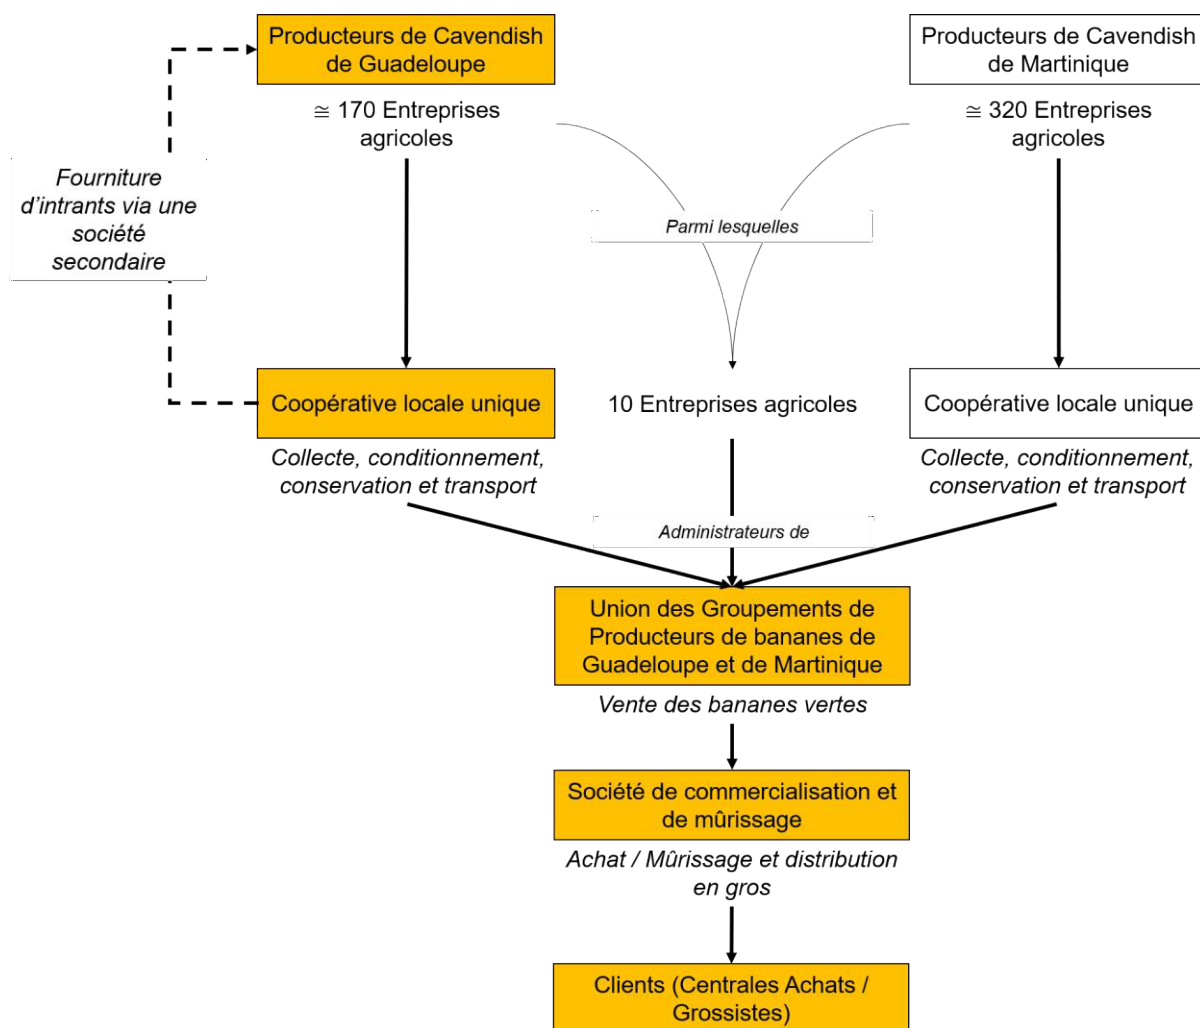 Producteurs de Cavendish
de Guadeloupe
Producteurs de Cavendish
de Martinique
≅ 170 Entreprises
agricoles
≅ 320 Entreprises
agricoles
Fourniture
d'intrants via une
société
secondaire
Parmi lesquelles
Coopérative locale unique
10 Entreprises agricoles
Coopérative locale unique
Collecte, conditionnement,
conservation et transport
Collecte, conditionnement,
conservation et transport
Administrateurs de
Union des Groupements de
Producteurs de bananes de
Guadeloupe et de Martinique
Vente des bananes vertes
Société de commercialisation et
de mûrissage
Achat / Mûrissage et distribution
en gros
Clients (Centrales Achats /
Grossistes)